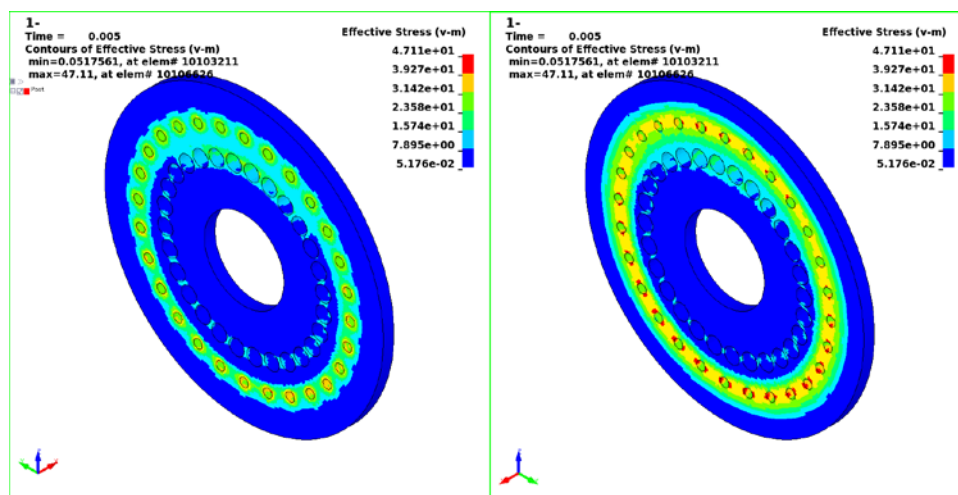 1-
Time = 0.005
Contours of Effective Stress (v-m)
min=0.0517561, at elem# 10103211
max=47.11, at elem# 10106626
Part
Effective Stress (v-m)
4.711e+01
3.927e+01
3.142e+01
2.358e+01
1.574e+01
7.895e+00
5.176e-02
1-
Time = 0.005
Contours of Effective Stress (v-m)
min=0.0517561, at elem# 10103211
max=47.11, at elem# 10106626
Effective Stress (v-m)
4.711e+01
3.927e+01
3.142e+01
2.358e+01
1.574e+01
7.895e+00
5.176e-02